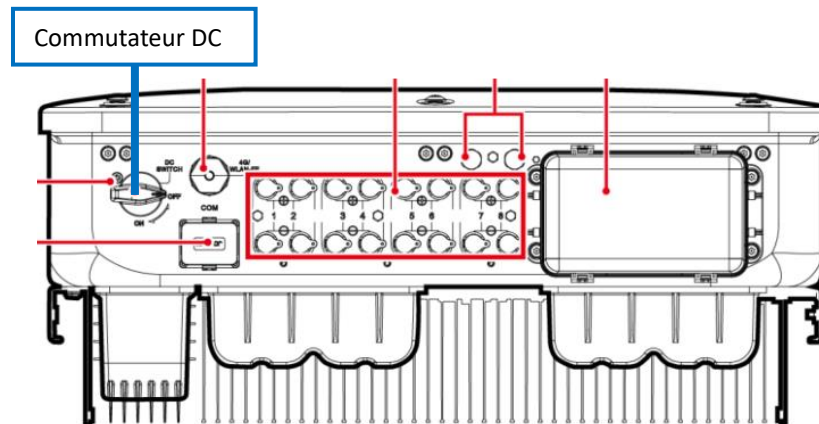 Commutateur DC
DC
SWITCH
4G/
WLAN-FE
OFF
ON
COM
1 2 3 4 5 6 7 8